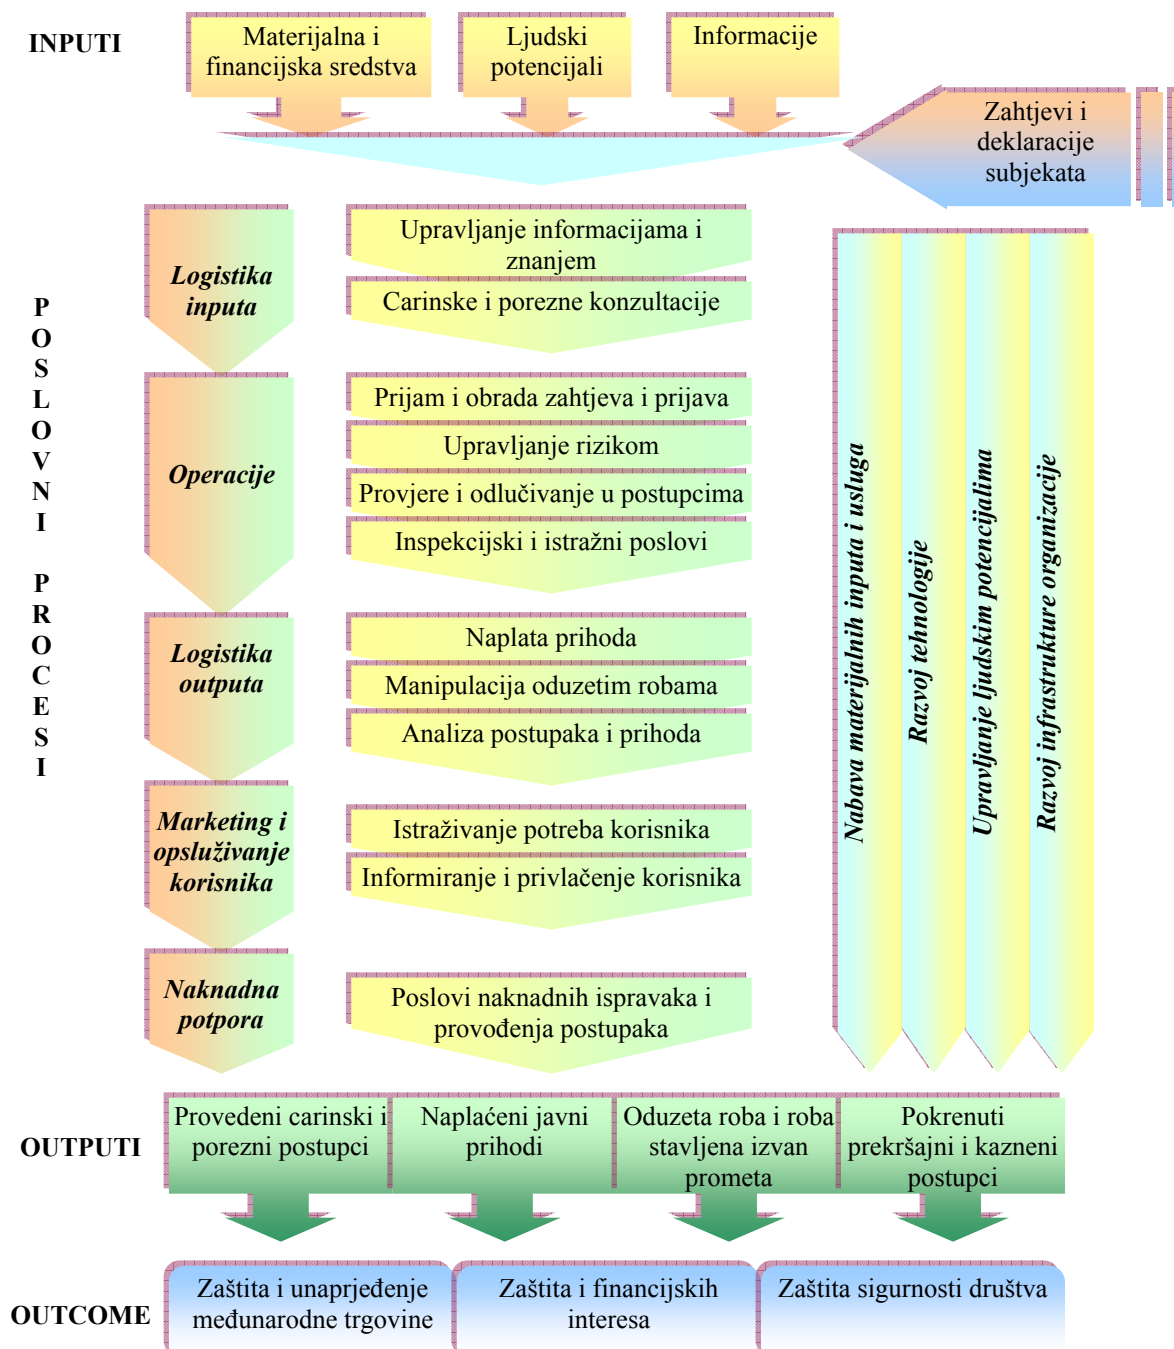 INPUTI
Materijalna i
financijska sredstva
Ljudski
potencijali
Informacije
Zahtjevi i
deklaracije
subjekata
POSLOVNI PROCESI
Logistika
inputa
Upravljanje informacijama i
znanjem
Carinske i porezne konzultacije
Operacije
Prijam i obrada zahtjeva i prijava
Upravljanje rizikom
Provjere i odlučivanje u postupcima
Inspekcijski i istražni poslovi
Logistika
outputa
Naplata prihoda
Manipulacija oduzetim robama
Analiza postupaka i prihoda
Marketing i
opsluživanje
korisnika
Istraživanje potreba korisnika
Informiranje i privlačenje korisnika
Naknadna
potpora
Poslovi naknadnih ispravaka i
provođenja postupaka
Nabava materijalnih inputa i usluga
Razvoj tehnologije
Upravljanje ljudskim potencijalima
Razvoj infrastrukture organizacije
OUTPUTI
Provedeni carinski i
porezni postupci
Naplaćeni javni
prihodi
Oduzeta roba i roba
stavljena izvan
prometa
Pokrenuti
prekršajni i kazneni
postupci
OUTCOME
Zaštita i unaprjeđenje
međunarodne trgovine
Zaštita i financijskih
interesa
Zaštita sigurnosti društva